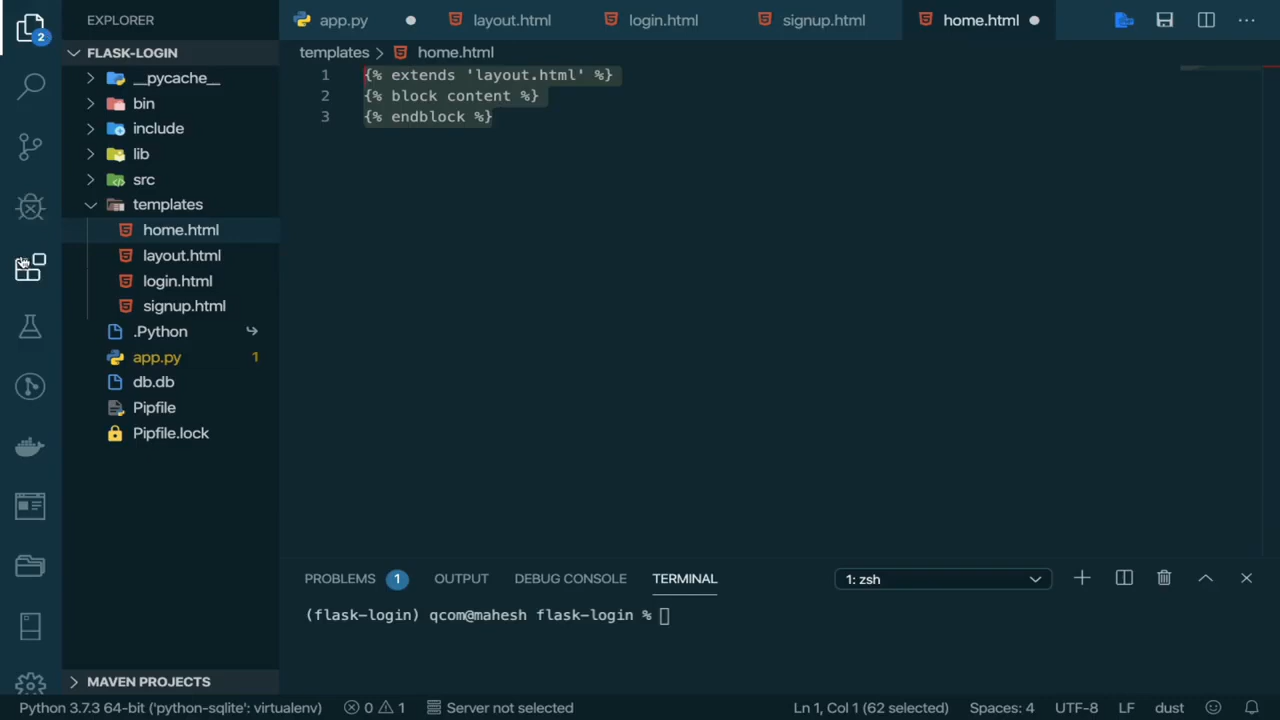 EXPLORER
app.py
layout.html
login.html
signup.html
home.html
2
FLASK-LOGIN
templates > home.html
__pycache__
bin
include
lib
src
templates
home.html
layout.html
login.html
signup.html
.Python
app.py 1
db.db
Pipfile
Pipfile.lock
MAVEN PROJECTS
1 {% extends 'layout.html' %}
2 {% block content %}
3 {% endblock %}
PROBLEMS 1 OUTPUT DEBUG CONSOLE TERMINAL 1: zsh
(flask-login) qcom@mahesh flask-login %
Python 3.7.3 64-bit ('python-sqlite': virtualenv) 0 1 Server not selected Ln 1, Col 1 (62 selected) Spaces: 4 UTF-8 LF dust